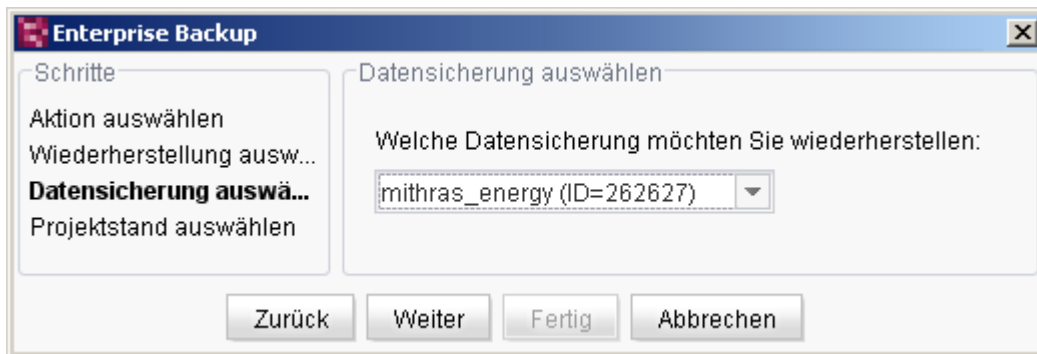 Enterprise Backup
Schritte
Aktion auswählen
Wiederherstellung ausw...
Datensicherung auswä...
Projektstand auswählen
Datensicherung auswählen
Welche Datensicherung möchten Sie wiederherstellen:
mithras_energy (ID=262627)
Zurück
Weiter
Fertig
Abbrechen